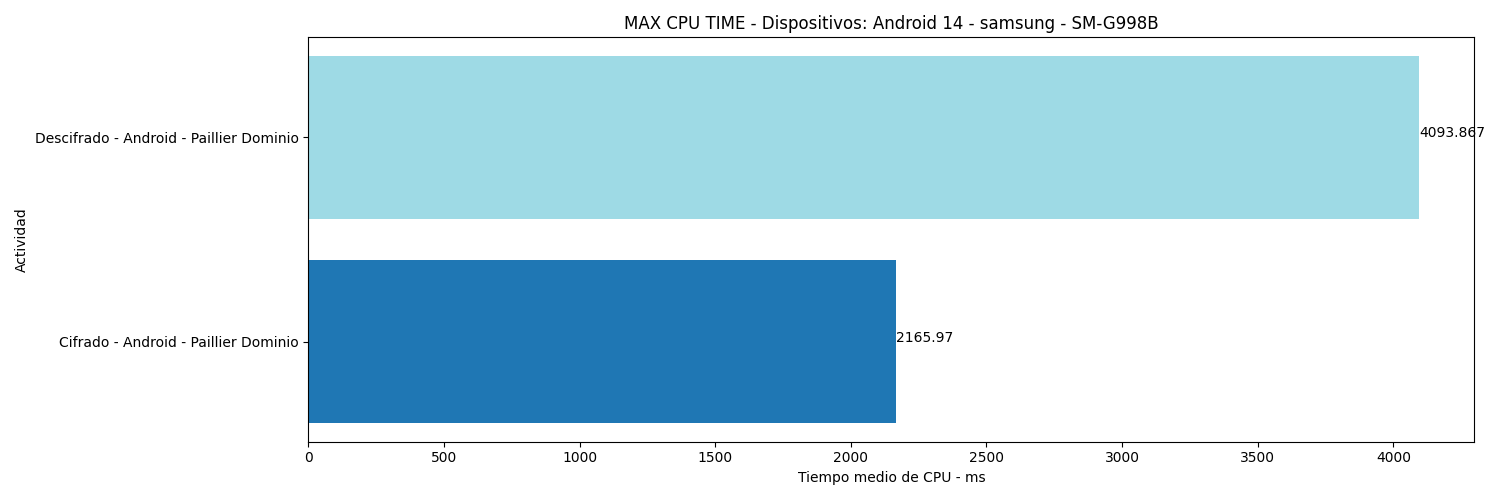 MAX CPU TIME - Dispositivos: Android 14 - samsung - SM-G998B
Descifrado - Android - Paillier Dominio
4093.867
Actividad
Cifrado - Android - Paillier Dominio
2165.97
0 500 1000 1500 2000 2500 3000 3500 4000
Tiempo medio de CPU - ms